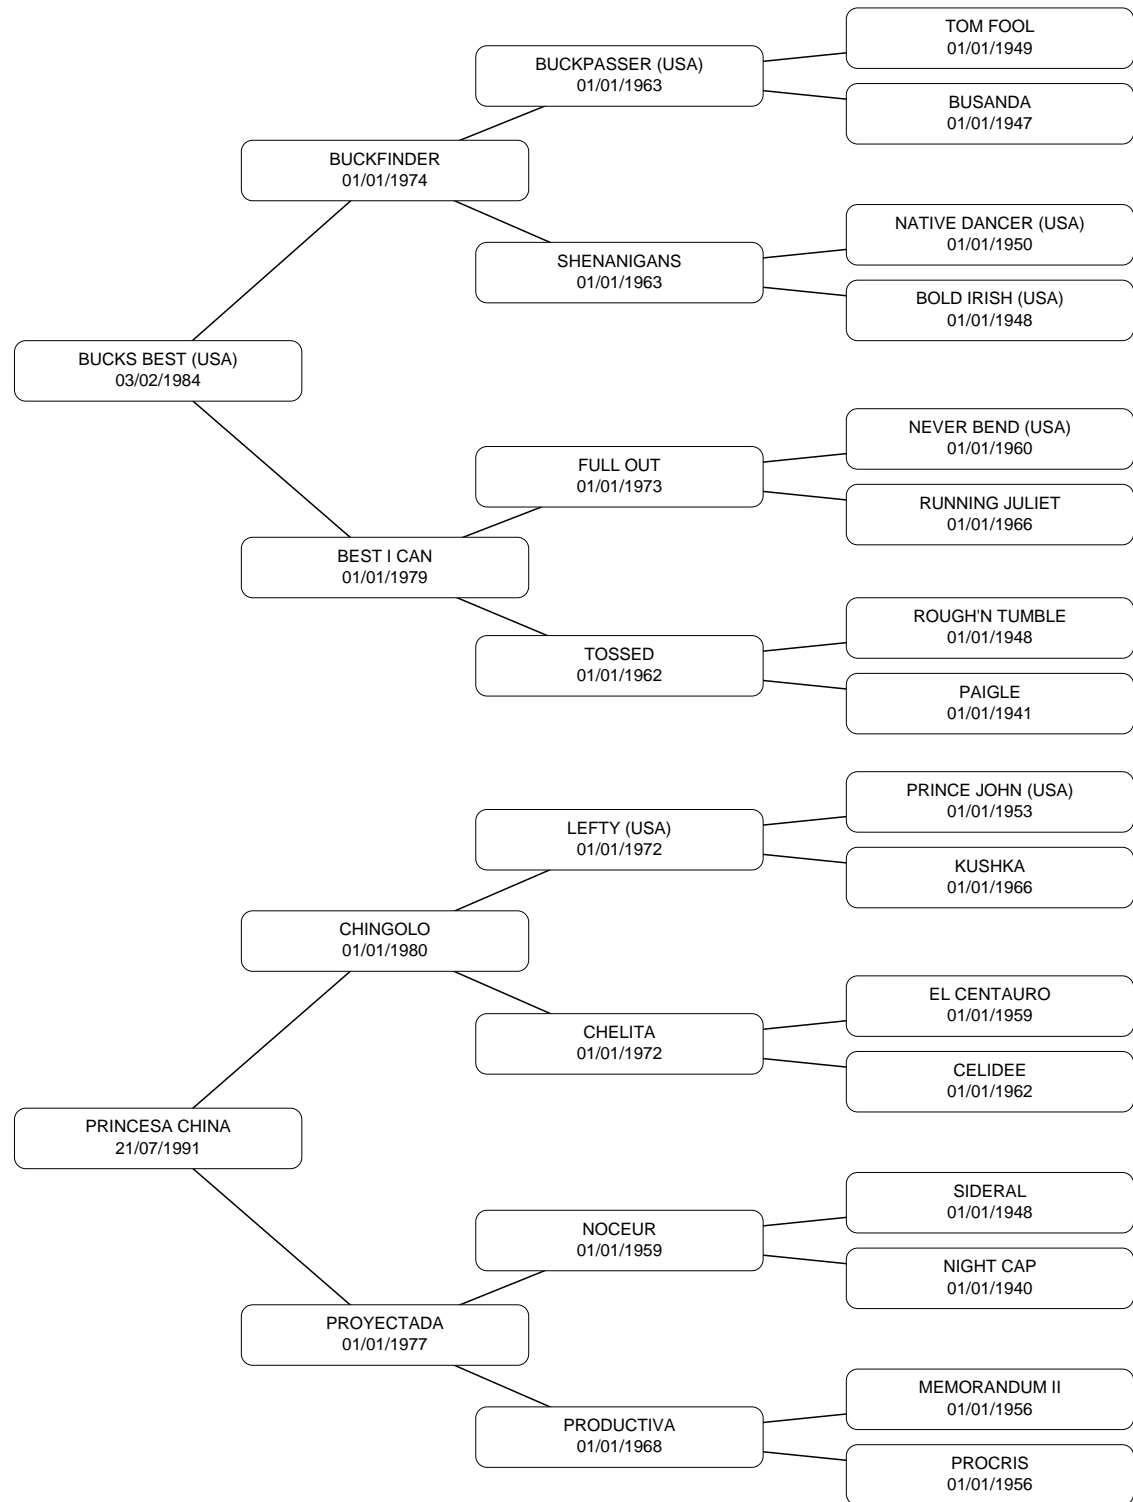 TOM FOOL
01/01/1949
BUCKPASSER (USA)
01/01/1963
BUSANDA
01/01/1947
BUCKFINDER
01/01/1974
NATIVE DANCER (USA)
01/01/1950
SHENANIGANS
01/01/1963
BOLD IRISH (USA)
01/01/1948
BUCKS BEST (USA)
03/02/1984
NEVER BEND (USA)
01/01/1960
FULL OUT
01/01/1973
RUNNING JULIET
01/01/1966
BEST I CAN
01/01/1979
ROUGH'N TUMBLE
01/01/1948
TOSSED
01/01/1962
PAIGLE
01/01/1941
PRINCE JOHN (USA)
01/01/1953
LEFTY (USA)
01/01/1972
KUSHKA
01/01/1966
CHINGOLO
01/01/1980
EL CENTAURO
01/01/1959
CHELITA
01/01/1972
CELIDEE
01/01/1962
PRINCESA CHINA
21/07/1991
SIDERAL
01/01/1948
NOCEUR
01/01/1959
NIGHT CAP
01/01/1940
PROYECTADA
01/01/1977
MEMORANDUM II
01/01/1956
PRODUCTIVA
01/01/1968
PROCRIS
01/01/1956